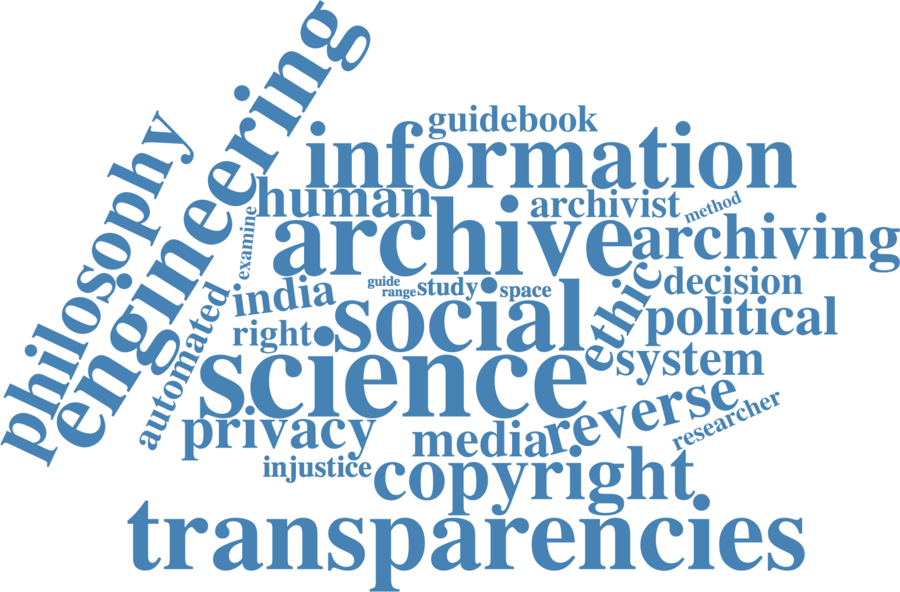 engineering
philosophy
guidebook
information
human
archivist
method
archive
archiving
examine
decision
guide
range
study
space
india
social
ethic
political
automated
right
science
system
reverse
researcher
privacy
media
injustice
copyright
transparencies